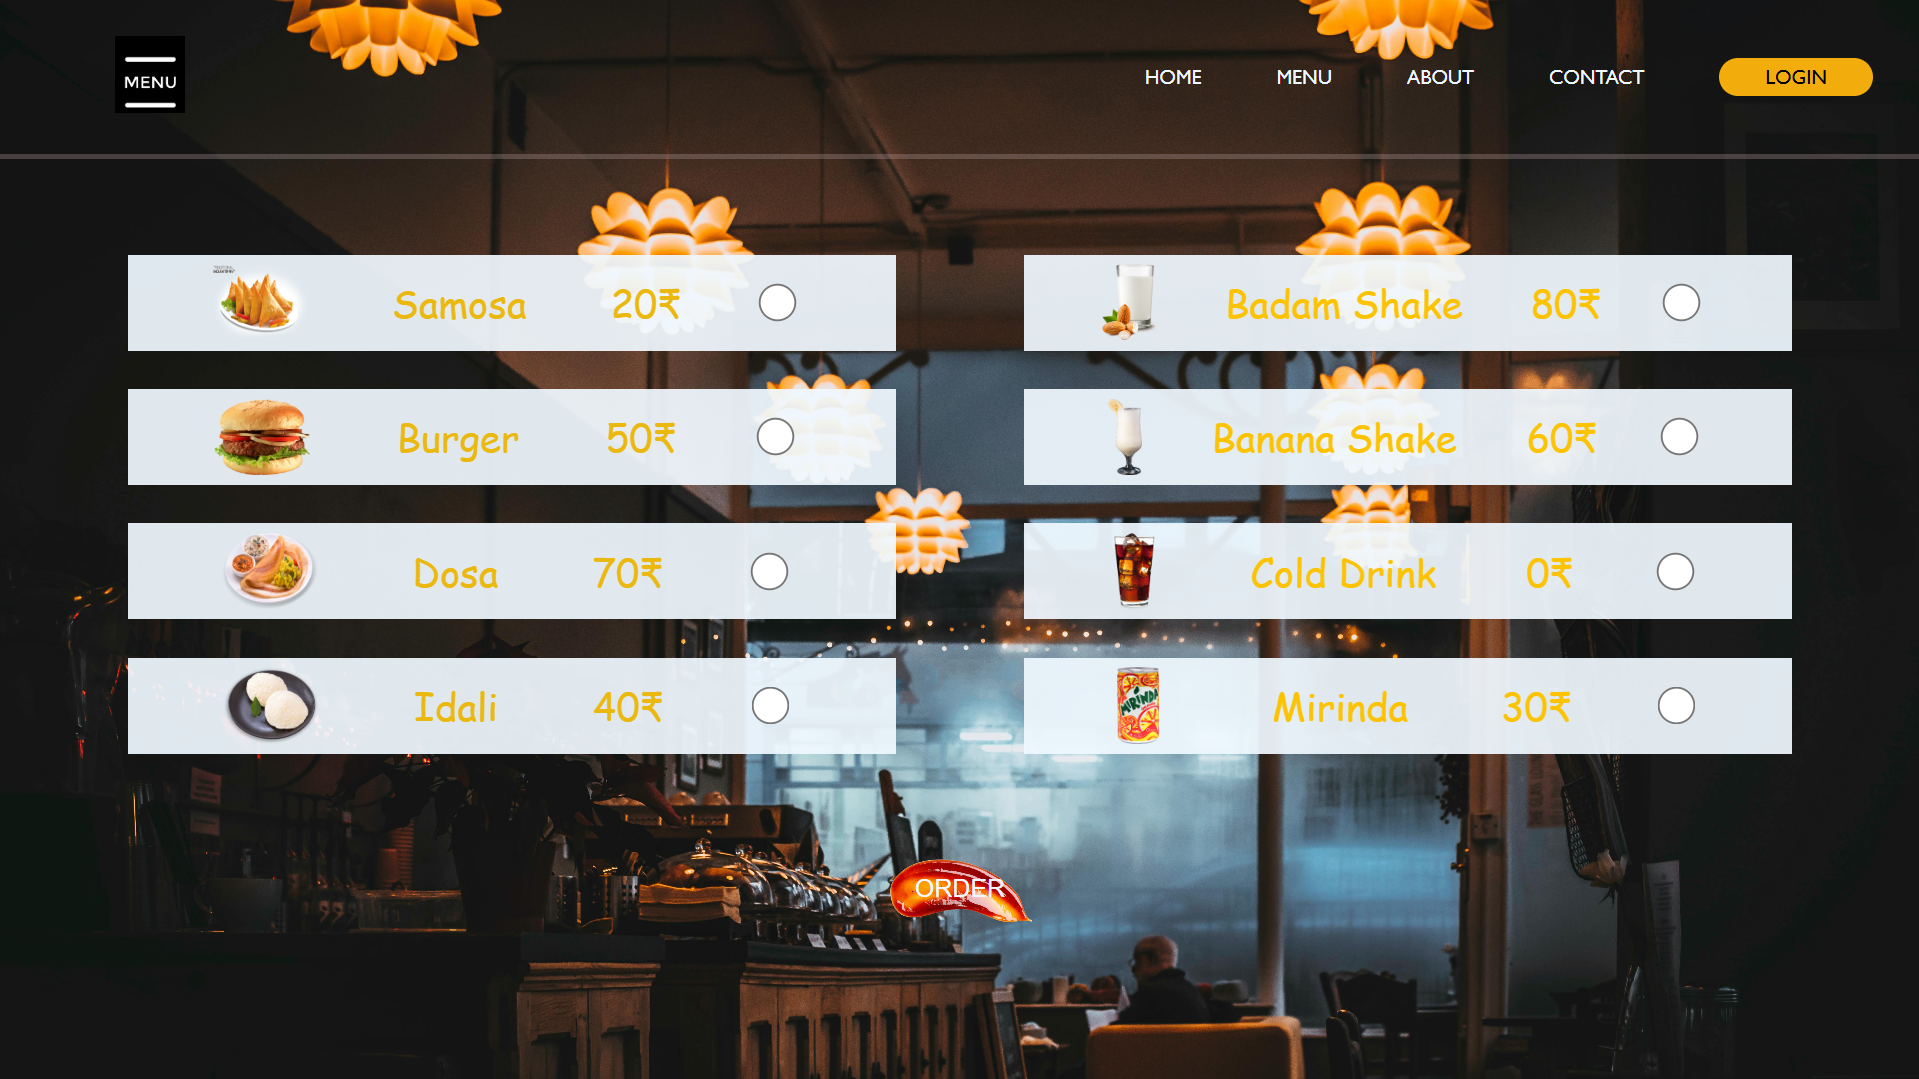 MENU
HOME MENU ABOUT CONTACT LOGIN
Samosa 20₹
Badam Shake 80₹
Burger 50₹
Banana Shake 60₹
Dosa 70₹
Cold Drink 0₹
Idali 40₹
Mirinda 30₹
MIRINDA
ORDER